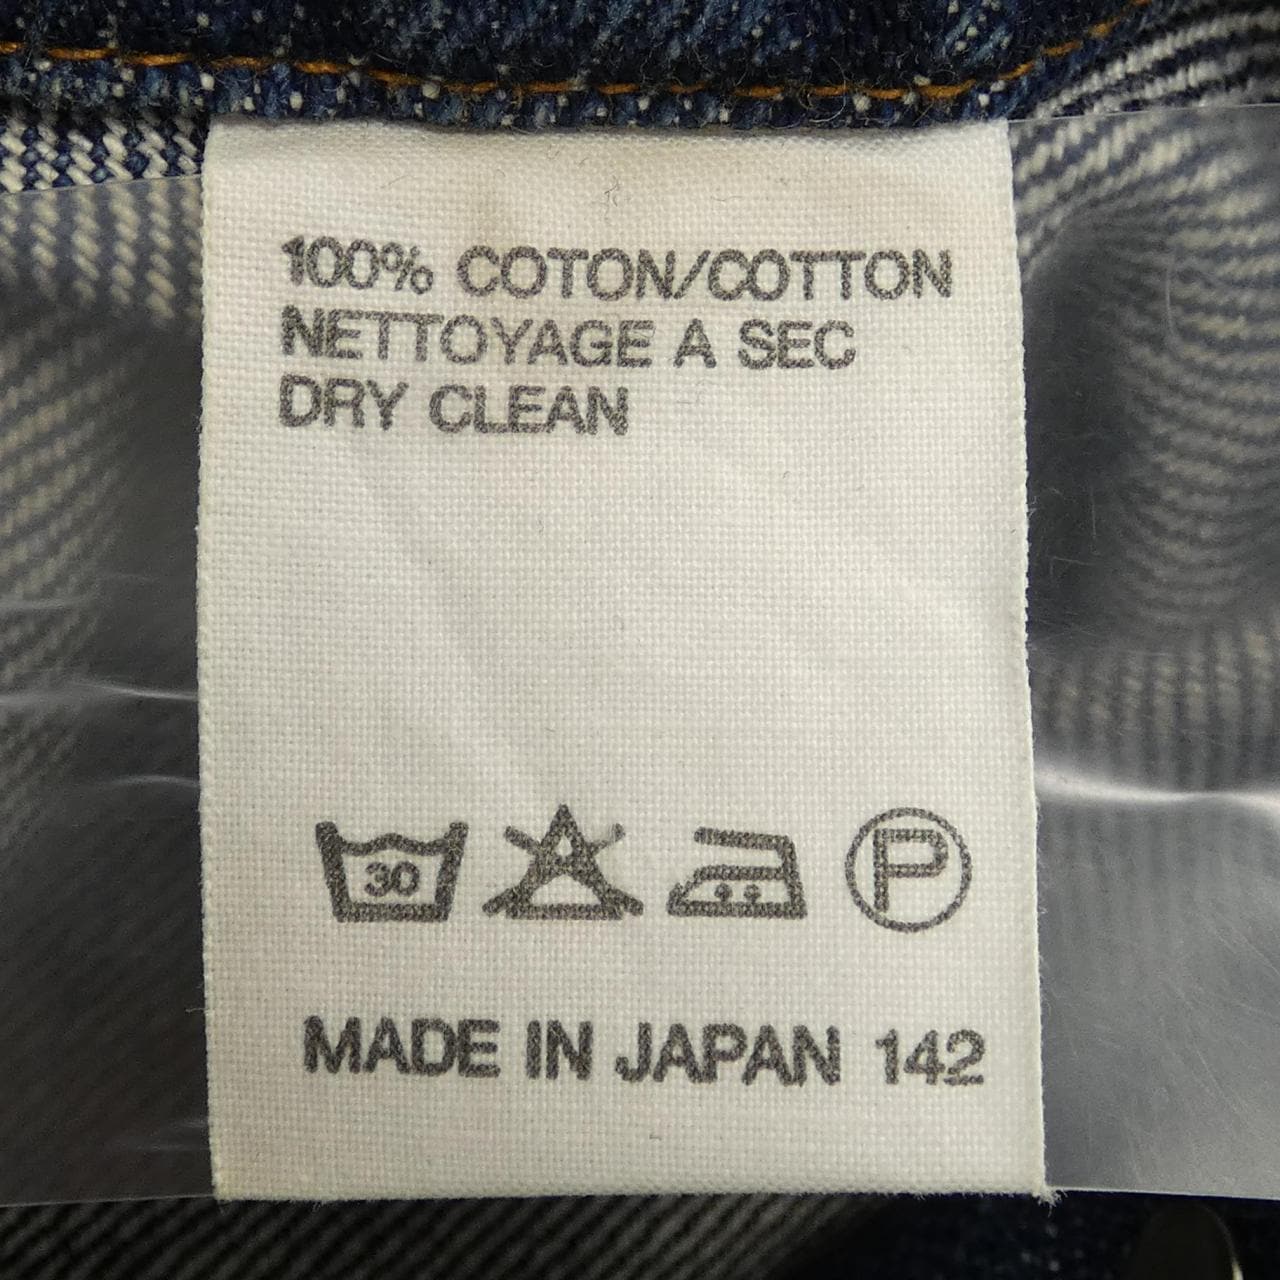 100% COTON/COTTON
NETTOYAGE A SEC
DRY CLEAN
30 P
MADE IN JAPAN 142